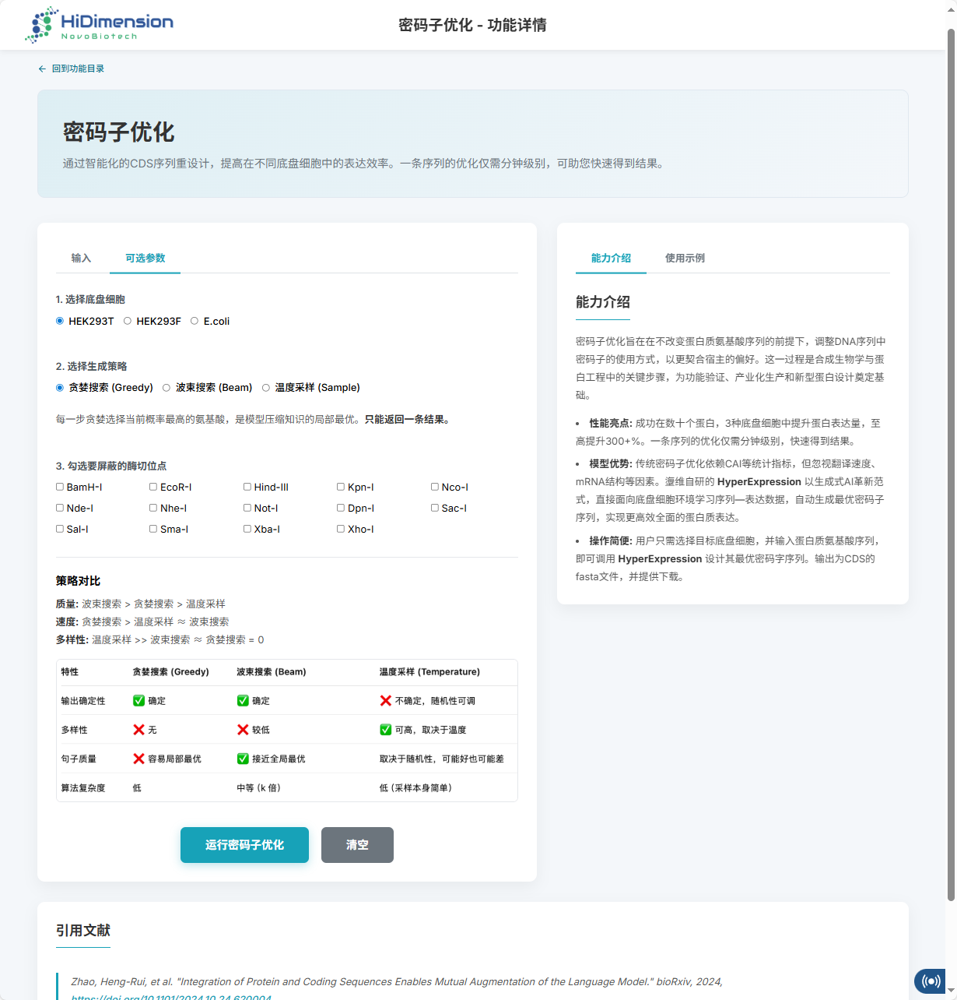 HiDimension
NovoBiotech
密码子优化 - 功能详情
← 回到功能目录
密码子优化
通过智能化的CDS序列重设计，提高在不同底盘细胞中的表达效率。一条序列的优化仅需分钟级别，可助您快速得到结果。
输入 可选参数
1. 选择底盘细胞
HEK293T HEK293F E.coli
2. 选择生成策略
贪婪搜索 (Greedy) 波束搜索 (Beam) 温度采样 (Sample)
每一步贪婪选择当前概率最高的氨基酸，是模型压缩知识的局部最优。只能返回一条结果。
3. 勾选要屏蔽的酶切位点
BamH-I EcoR-I Hind-III Kpn-I Nco-I
Nde-I Nhe-I Not-I Dpn-I Sac-I
Sal-I Sma-I Xba-I Xho-I
策略对比
质量: 波束搜索 > 贪婪搜索 > 温度采样
速度: 贪婪搜索 > 温度采样 ≈ 波束搜索
多样性: 温度采样 >> 波束搜索 ≈ 贪婪搜索 = 0
特性 贪婪搜索 (Greedy) 波束搜索 (Beam) 温度采样 (Temperature)
输出确定性 ✅ 确定 ✅ 确定 ❌ 不确定，随机性可调
多样性 ❌ 无 ❌ 较低 ✅ 可高，取决于温度
句子质量 ❌ 容易局部最优 ✅ 接近全局最优 取决于随机性，可能好也可能差
算法复杂度 低 中等 (k 倍) 低 (采样本身简单)
运行密码子优化 清空
能力介绍 使用示例
能力介绍
密码子优化旨在在不改变蛋白质氨基酸序列的前提下，调整DNA序列中
密码子的使用方式，以更契合宿主的偏好。这一过程是合成生物学与蛋
白工程中的关键步骤，为功能验证、产业化生产和新型蛋白设计奠定基
础。
• 性能亮点: 成功在数十个蛋白，3种底盘细胞中提升蛋白表达量，至
高提升300+%。一条序列的优化仅需分钟级别，快速得到结果。
• 模型优势: 传统密码子优化依赖CAI等统计指标，但忽视翻译速度、
mRNA结构等因素。瀴维自研的 HyperExpression 以生成式AI革新范
式，直接面向底盘细胞环境学习序列—表达数据，自动生成最优密码子
序列，实现更高效全面的蛋白质表达。
• 操作简便: 用户只需选择目标底盘细胞，并输入蛋白质氨基酸序列，
即可调用 HyperExpression 设计其最优密码字序列。输出为CDS的
fasta文件，并提供下载。
引用文献
Zhao, Heng-Rui, et al. "Integration of Protein and Coding Sequences Enables Mutual Augmentation of the Language Model." bioRxiv, 2024,
https://doi.org/10.1101/2024.10.24.620004